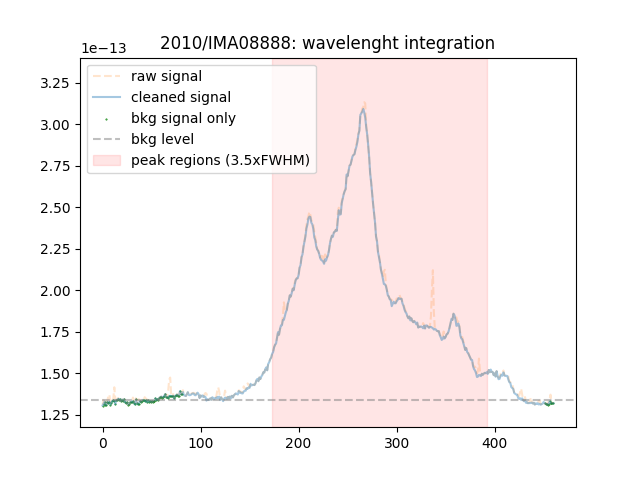 2010/IMA08888: wavelenght integration
1e−13
3.25
3.00
2.75
2.50
2.25
2.00
1.75
1.50
1.25
raw signal
cleaned signal
bkg signal only
bkg level
peak regions (3.5xFWHM)
0 100 200 300 400